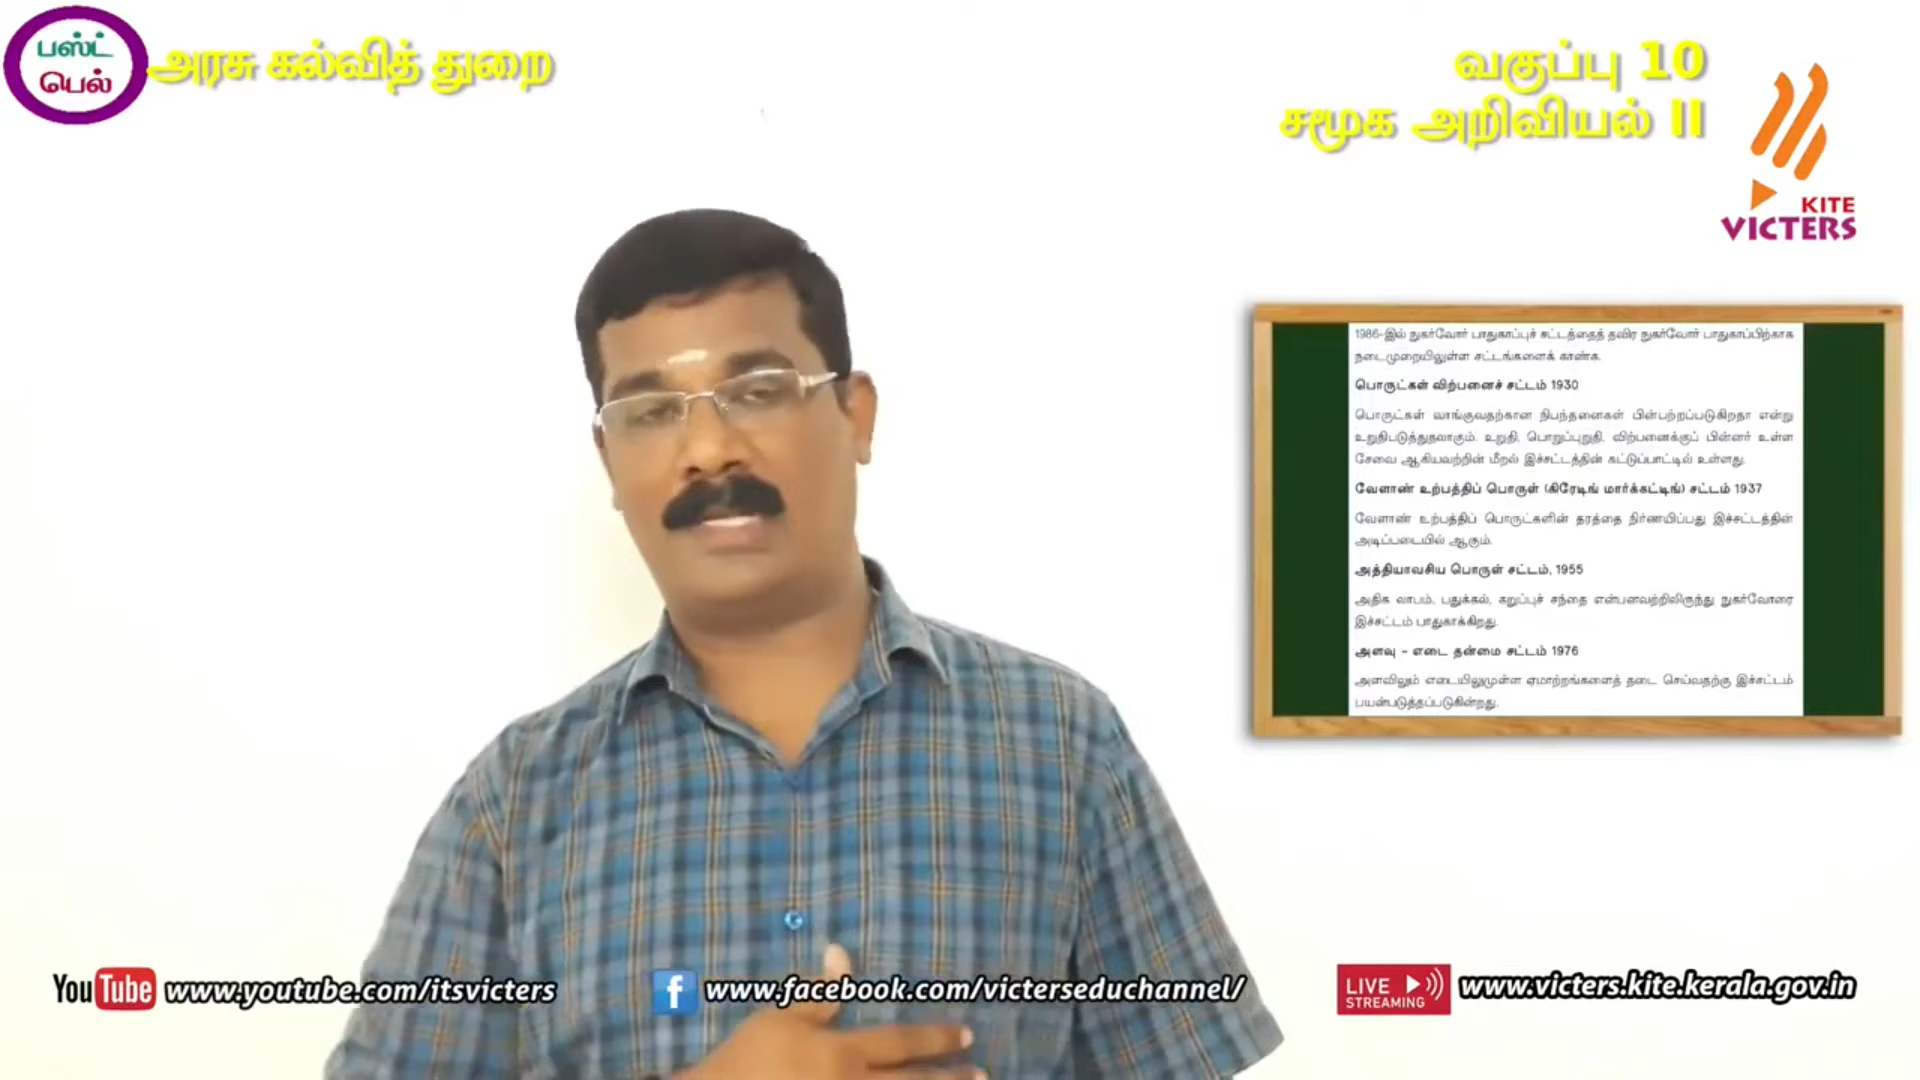 பஸ்ட்
பெல்
அரசு கல்வித் துறை
வகுப்பு 10
சமூக அறிவியல் II
KITE
VICTERS
1986-இல் நுகர்வோர் பாதுகாப்புச் சட்டத்தைத் தவிர நுகர்வோர் பாதுகாப்பிற்காக
நடைமுறையிலுள்ள சட்டங்களைக் காண்க.
பொருட்கள் விற்பனைச் சட்டம் 1930
பொருட்கள் வாங்குவதற்கான நிபந்தனைகள் பின்பற்றப்படுகிறதா என்று
உறுதிபடுத்துதலாகும். உறுதி, பொறுப்புறுதி, விற்பனைக்குப் பின்னர் உள்ள
சேவை ஆகியவற்றின் மீறல் இச்சட்டத்தின் கட்டுப்பாட்டில் உள்ளது.
வேளாண் உற்பத்திப் பொருள் (கிரேடிங் மார்க்கட்டிங்) சட்டம் 1937
வேளாண் உற்பத்திப் பொருட்களின் தரத்தை நிர்ணயிப்பது இச்சட்டத்தின்
அடிப்படையில் ஆகும்.
அத்தியாவசிய பொருள் சட்டம், 1955
அதிக லாபம், பதுக்கல், கறுப்புச் சந்தை என்பனவற்றிலிருந்து நுகர்வோரை
இச்சட்டம் பாதுகாக்கிறது.
அளவு - எடை தன்மை சட்டம் 1976
அளவிலும் எடையிலுமுள்ள ஏமாற்றங்களைத் தடை செய்வதற்கு இச்சட்டம்
பயன்படுத்தப்படுகின்றது.
YouTube www.youtube.com/itsvicters
f www.facebook.com/victerseduchannel/
LIVE
STREAMING
www.victers.kite.kerala.gov.in